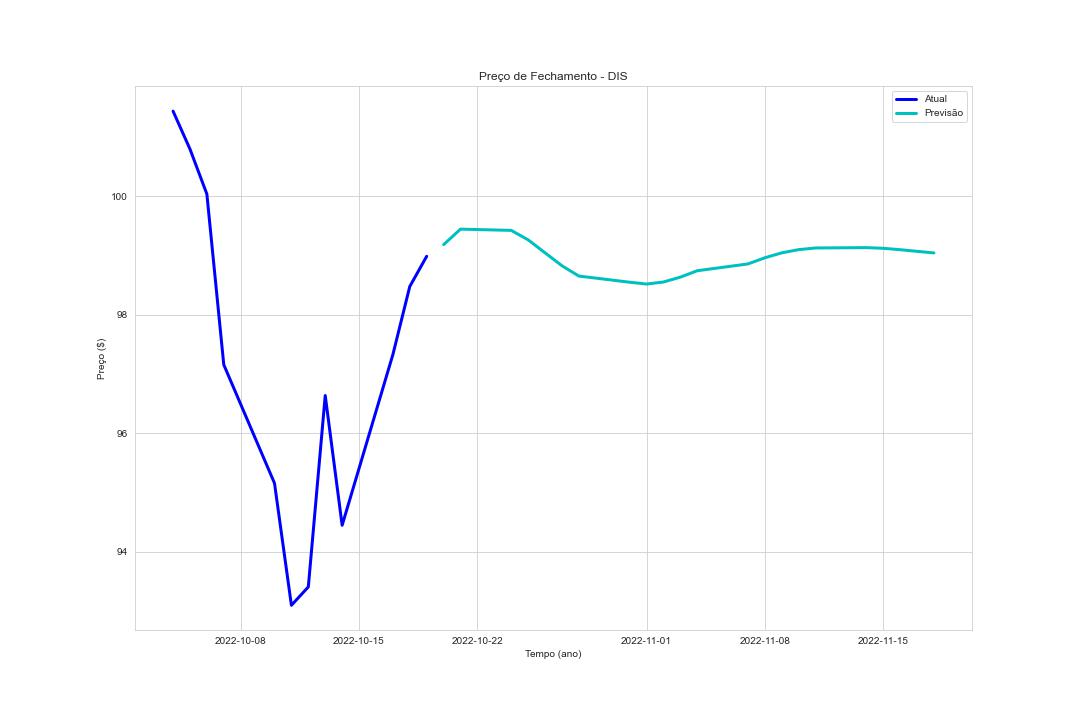 Preço de Fechamento - DIS
Atual
Previsão
Preço ($)
100
98
96
94
2022-10-08
2022-10-15
2022-10-22
2022-11-01
2022-11-08
2022-11-15
Tempo (ano)